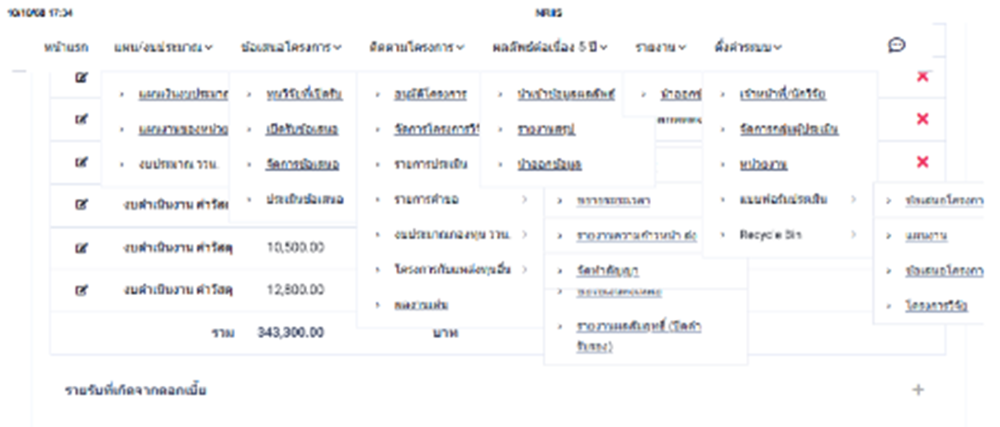 10/10/68 17:34
NRIIS
หน้าแรก แผน/งบประมาณ ข้อเสนอโครงการ ติดตามโครงการ ผลลัพธ์ต่อเนื่อง 5 ปี รายงาน ตั้งค่าระบบ
ทุนวิจัยที่เปิดรับ อนุมัติโครงการ นำเข้าข้อมูลผลลัพธ์ เจ้าหน้าที่/นักวิจัย
แผนงานของหน่วย เปิดรับข้อเสนอ จัดการโครงการวิ รายงานสรุป จัดการกลุ่มผู้ประเมิน
งบประมาณ ววน. จัดการข้อเสนอ รายการประเมิน นำออกข้อมูล หน่วยงาน
งบดำเนินงาน ค่าวัส ประเมินข้อเสนอ รายการคำขอ แบบฟอร์มประเมิน ข้อเสนอโครงกา
งบดำเนินงาน ค่าวัสดุ 10,500.00 งบประมาณกองทุน ววน. รายงานความก้าวหน้า Recycle Bin แผนงาน
โครงการกับแหล่งทุนอื่น จัดทำสัญญา ข้อเสนอโครงกา
งบดำเนินงาน ค่าวัสดุ 12,800.00 ผลงานเด่น โครงการวิจัย
รวม 343,300.00 บาท รายงานผลสัมฤทธิ์ (ปิดคำ
รับรอง)
รายรับที่เกิดจากดอกเบี้ย